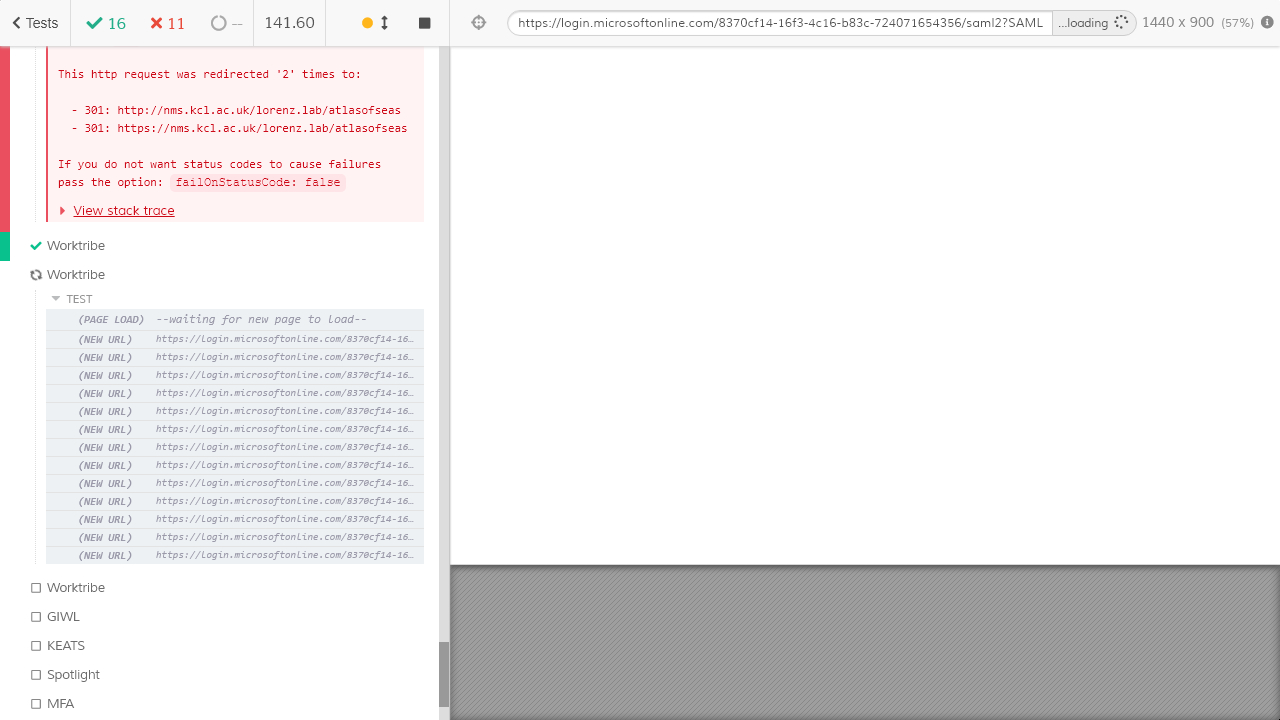 Tests 16 11 -- 141.60 https://login.microsoftonline.com/8370cf14-16f3-4c16-b83c-724071654356/saml2?SAML ...loading 1440 x 900 (57%)
This http request was redirected '2' times to:
- 301: http://nms.kcl.ac.uk/lorenz.lab/atlasofseas
- 301: https://nms.kcl.ac.uk/lorenz.lab/atlasofseas
If you do not want status codes to cause failures
pass the option: failOnStatusCode: false
View stack trace
Worktribe
Worktribe
TEST
(PAGE LOAD) --waiting for new page to load--
(NEW URL) https://login.microsoftonline.com/8370cf14-16…
(NEW URL) https://login.microsoftonline.com/8370cf14-16…
(NEW URL) https://login.microsoftonline.com/8370cf14-16…
(NEW URL) https://login.microsoftonline.com/8370cf14-16…
(NEW URL) https://login.microsoftonline.com/8370cf14-16…
(NEW URL) https://login.microsoftonline.com/8370cf14-16…
(NEW URL) https://login.microsoftonline.com/8370cf14-16…
(NEW URL) https://login.microsoftonline.com/8370cf14-16…
(NEW URL) https://login.microsoftonline.com/8370cf14-16…
(NEW URL) https://login.microsoftonline.com/8370cf14-16…
(NEW URL) https://login.microsoftonline.com/8370cf14-16…
(NEW URL) https://login.microsoftonline.com/8370cf14-16…
(NEW URL) https://login.microsoftonline.com/8370cf14-16…
Worktribe
GIWL
KEATS
Spotlight
MFA